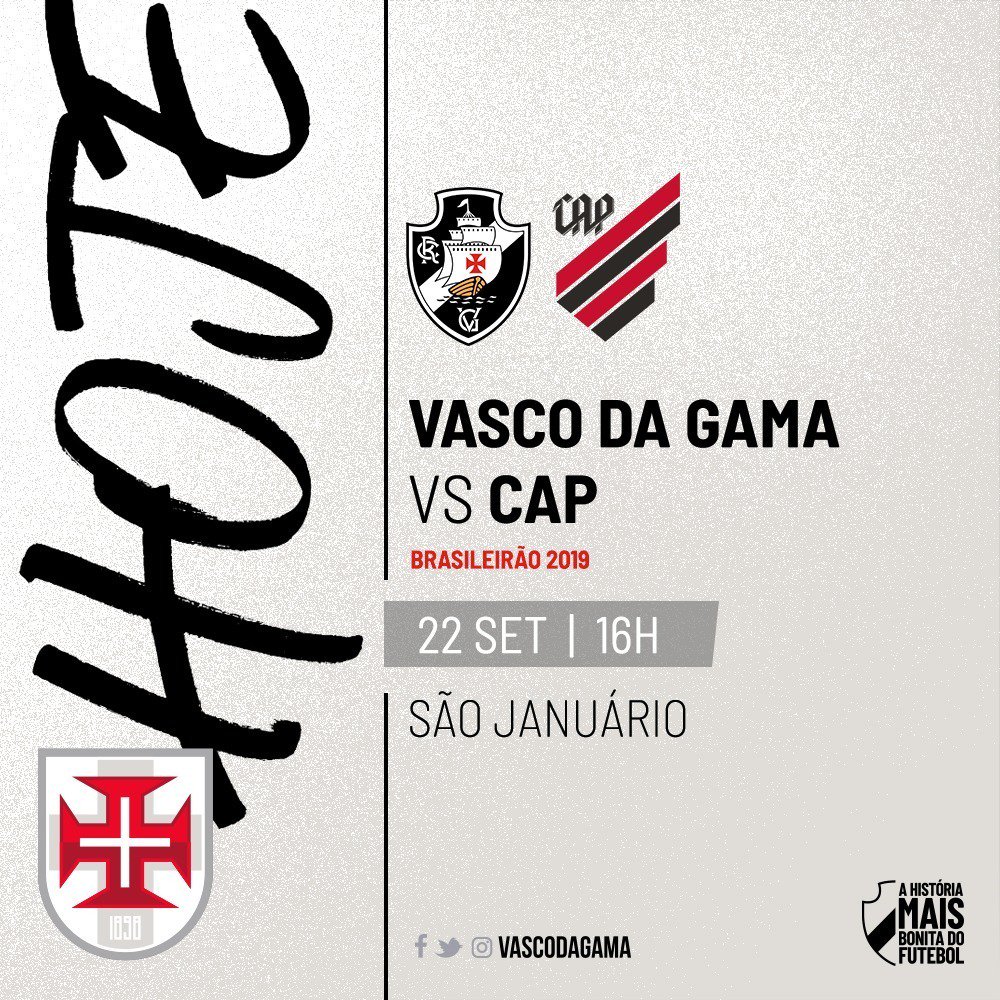 HOJE
CAP
VASCO DA GAMA
VS CAP
BRASILEIRÃO 2019
22 SET | 16H
SÃO JANUÁRIO
1898
VASCODAGAMA
A HISTÓRIA
MAIS
BONITA DO
FUTEBOL